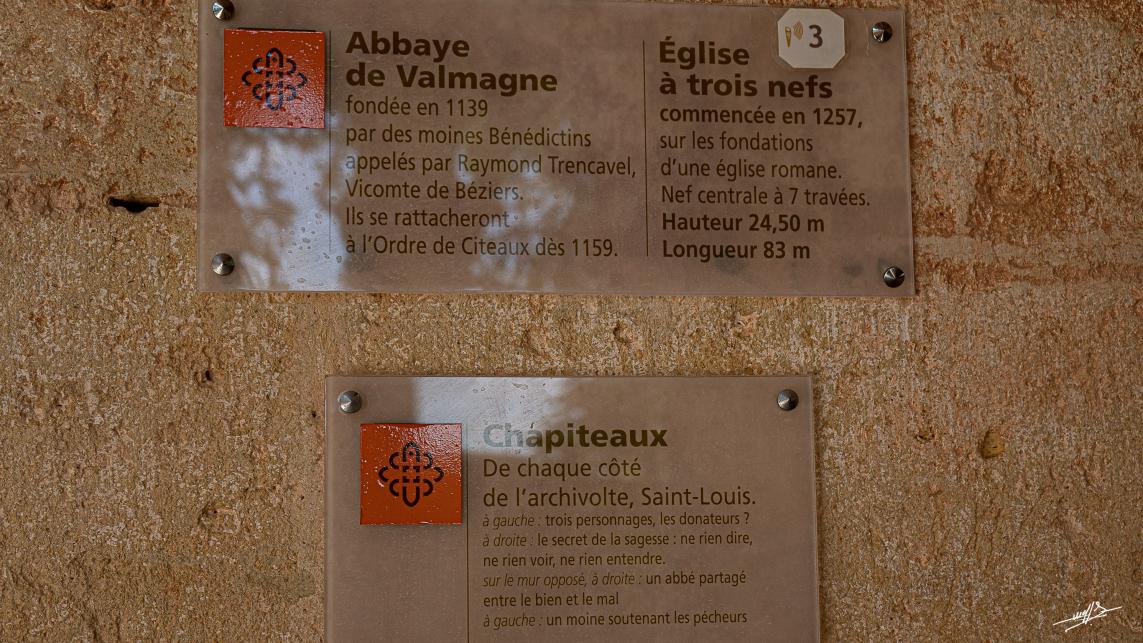 Abbaye
de Valmagne
fondée en 1139
par des moines Bénédictins
appelés par Raymond Trencavel,
Vicomte de Béziers.
Ils se rattacheront
à l'Ordre de Citeaux dès 1159.
3
Église
à trois nefs
commencée en 1257,
sur les fondations
d'une église romane.
Nef centrale à 7 travées.
Hauteur 24,50 m
Longueur 83 m
Chapiteaux
De chaque côté
de l'archivolte, Saint-Louis.
à gauche : trois personnages, les donateurs ?
à droite : le secret de la sagesse : ne rien dire,
ne rien voir, ne rien entendre.
sur le mur opposé, à droite : un abbé partagé
entre le bien et le mal
à gauche : un moine soutenant les pécheurs